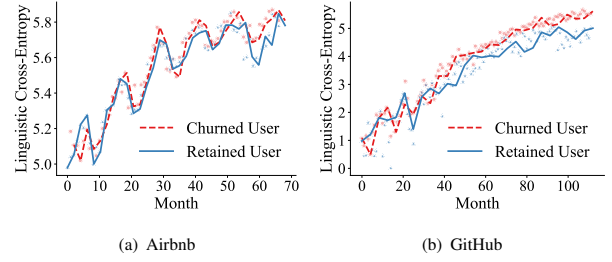 Linguistic Cross-Entropy
5.8
5.6
5.4
5.2
5.0
0 10 20 30 40 50 60 70
Month
Churned User
Retained User
(a) Airbnb
Linguistic Cross-Entropy
5
4
3
2
1
0
0 20 40 60 80 100
Month
Churned User
Retained User
(b) GitHub